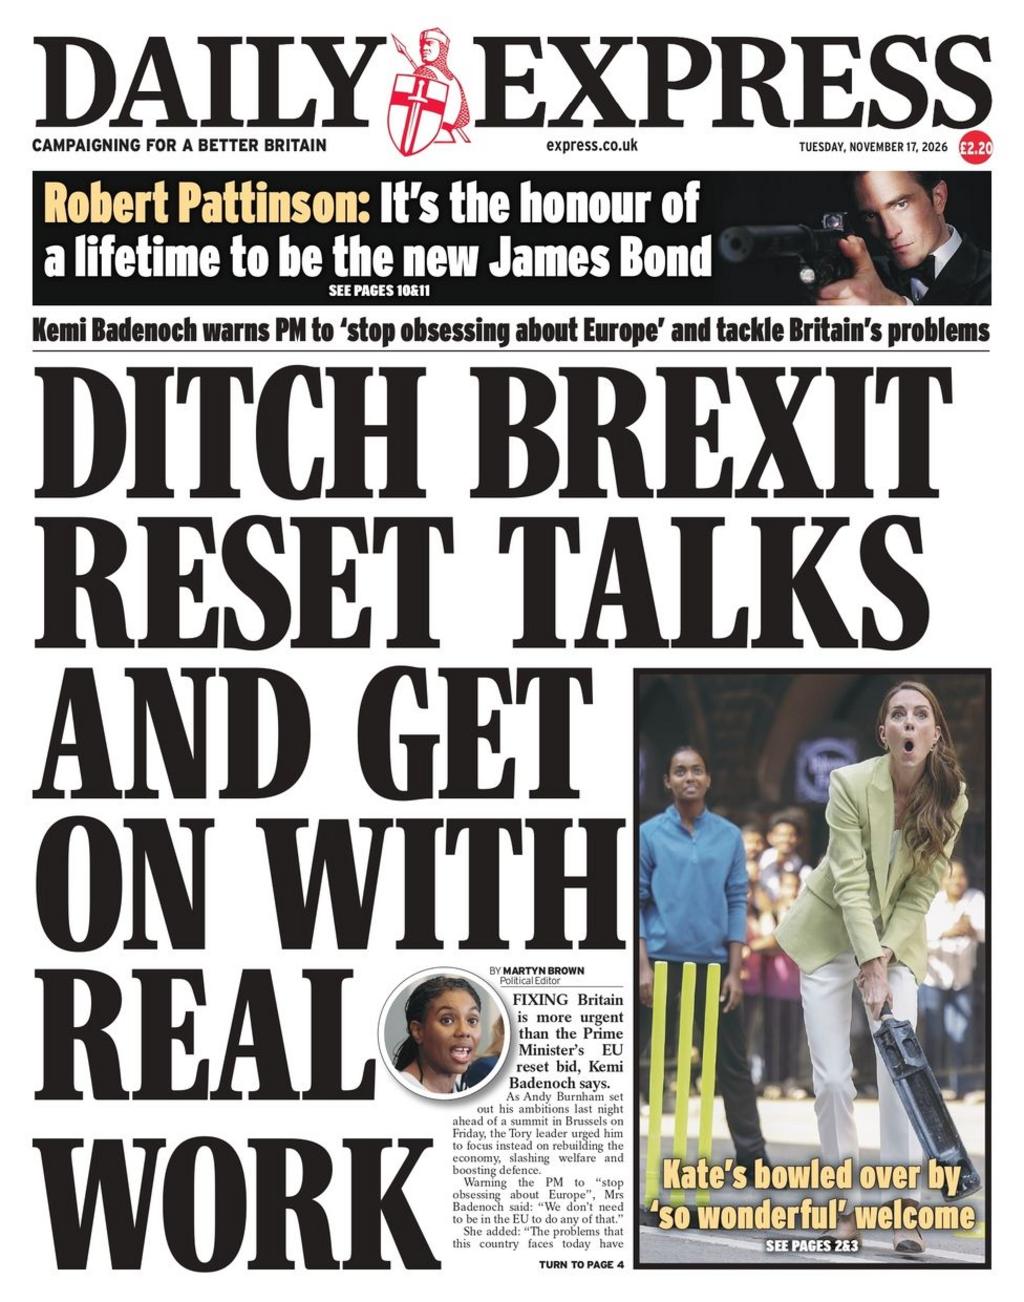 DAILY EXPRESS
CAMPAIGNING FOR A BETTER BRITAIN
express.co.uk
TUESDAY, NOVEMBER 17, 2026
£2.20
Robert Pattinson: It's the honour of
a lifetime to be the new James Bond
SEE PAGES 10&11
Kemi Badenoch warns PM to ‘stop obsessing about Europe’ and tackle Britain’s problems
DITCH BREXIT
RESET TALKS
AND GET
ON WITH
REAL
WORK
BY MARTYN BROWN
Political Editor
FIXING Britain
is more urgent
than the Prime
Minister’s EU
reset bid, Kemi
Badenoch says.
As Andy Burnham set
out his ambitions last night
ahead of a summit in Brussels on
Friday, the Tory leader urged him
to focus instead on rebuilding the
economy, slashing welfare and
boosting defence.
Warning the PM to “stop
obsessing about Europe”, Mrs
Badenoch said: “We don’t need
to be in the EU to do any of that.”
She added: “The problems that
this country faces today have
TURN TO PAGE 4
Kate’s bowled over by
‘so wonderful’ welcome
SEE PAGES 2&3